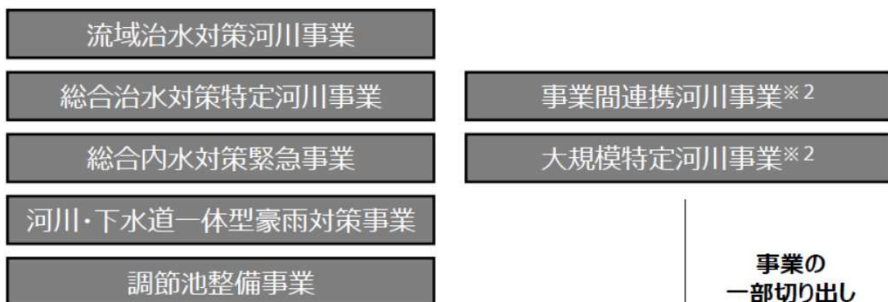 流域治水対策河川事業
総合治水対策特定河川事業
総合内水対策緊急事業
河川・下水道一体型豪雨対策事業
調節池整備事業
事業間連携河川事業※2
大規模特定河川事業※2
事業の
一部切り出し